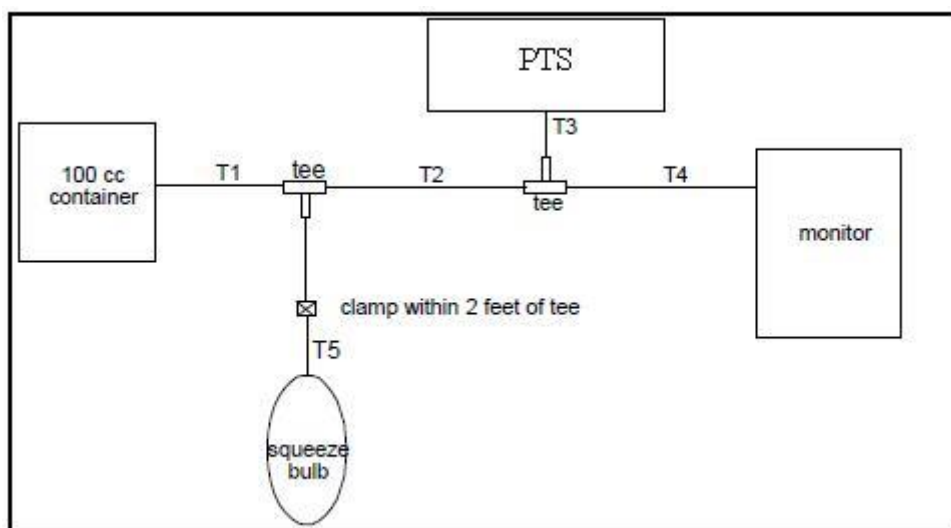 PTS
T3
100 cc
container
T1
tee
T2
tee
T4
monitor
clamp within 2 feet of tee
T5
squeeze
bulb